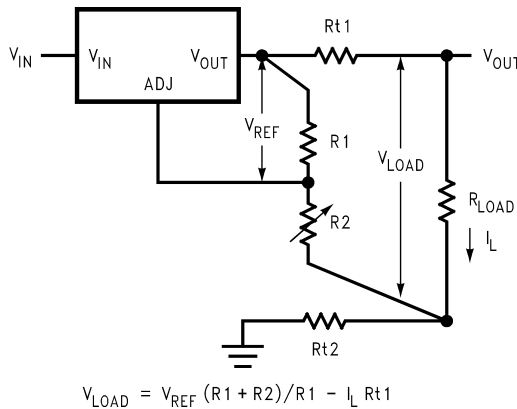 Rt1
VIN
VIN
VOUT
VOUT
ADJ
VREF
R1
VLOAD
R2
RLOAD
IL
Rt2
VLOAD = VREF (R1 + R2)/R1 - IL Rt1